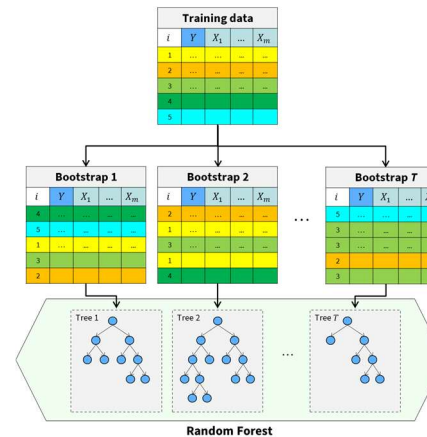 Training data
i Y X₁ ... Xₘ
1 ... ... ... ...
2 ... ... ... ...
3 ... ... ... ...
4
5
Bootstrap 1
i Y X₁ ... Xₘ
4 ... ... ... ...
5 ... ... ... ...
1 ... ... ... ...
3
2
Bootstrap 2
i Y X₁ ... Xₘ
2 ... ... ... ...
1 ... ... ... ...
3 ... ... ... ...
1
4
...
Bootstrap T
i Y X₁ ... X
5 ... ... ...
3 ... ... ...
3 ... ... ...
2
3
Tree 1
Tree 2
...
Tree T
Random Forest